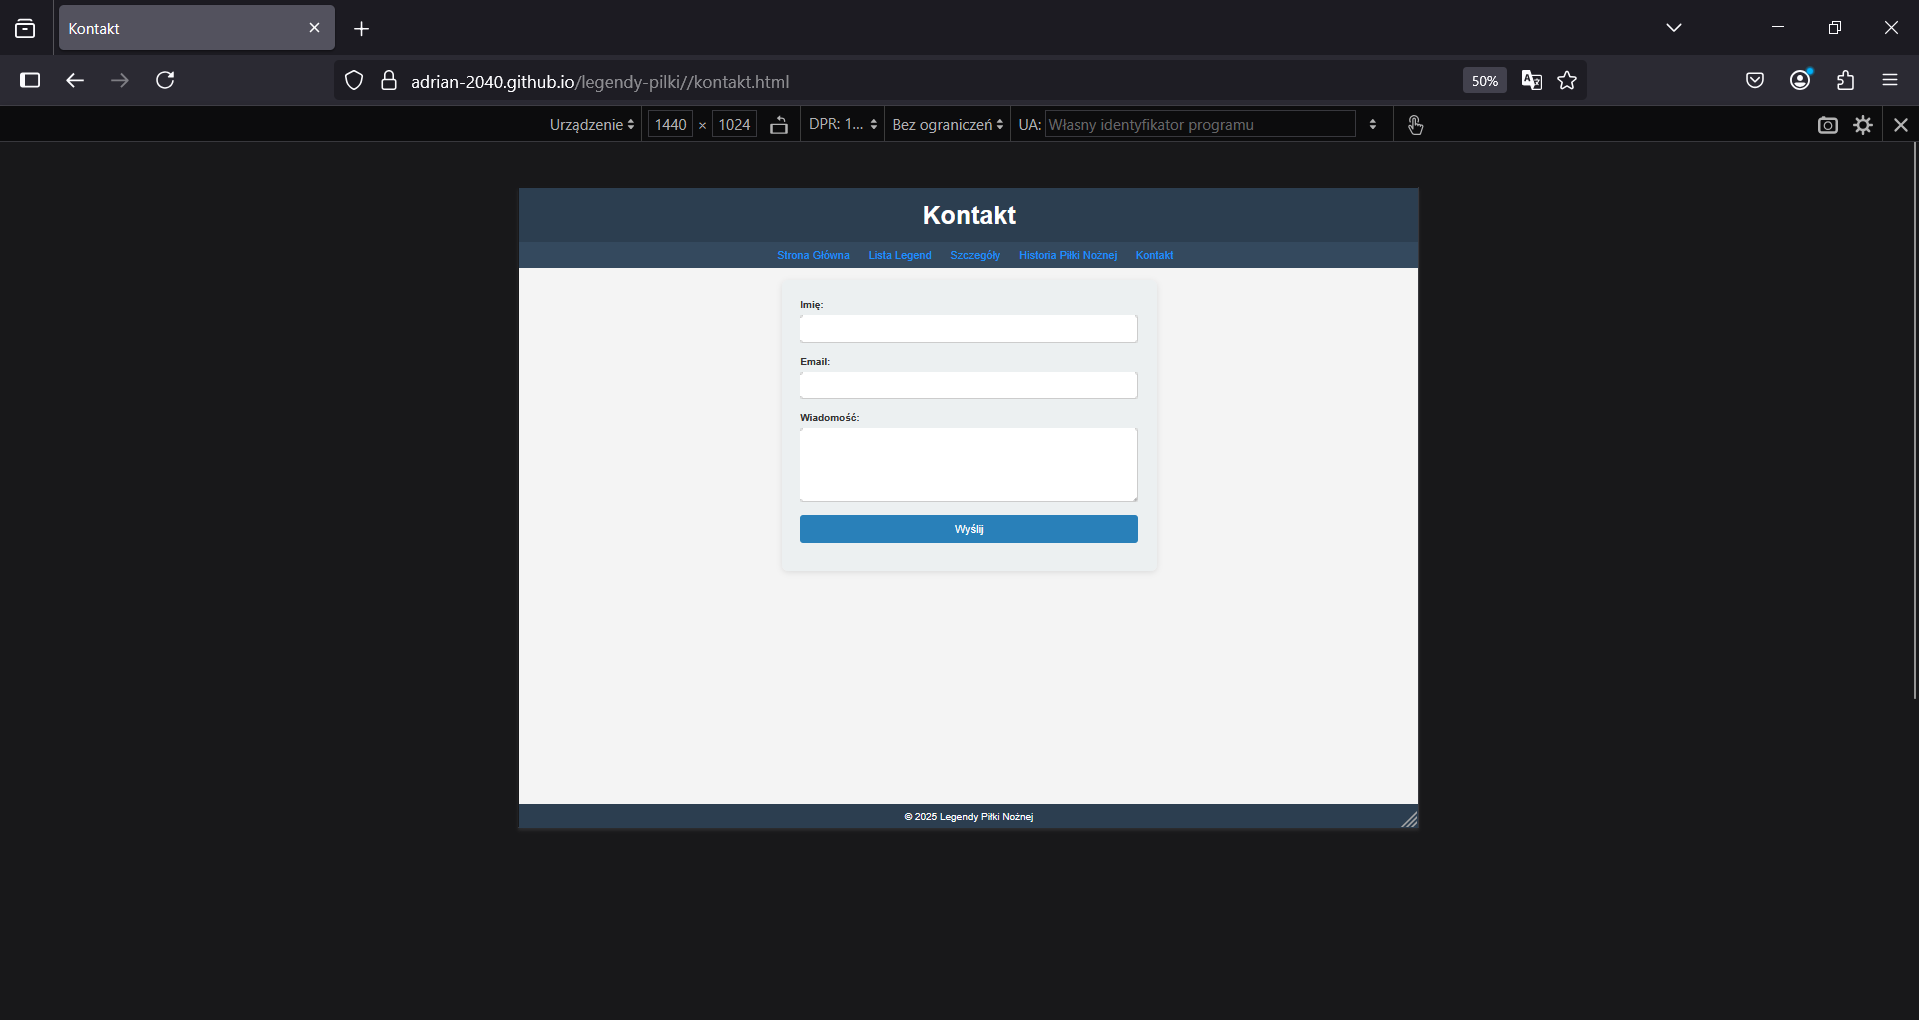 Kontakt
adrian-2040.github.io/legendy-pilki//kontakt.html
50%
Urządzenie
1440 × 1024
DPR: 1...
Bez ograniczeń
UA: Własny identyfikator programu
Kontakt
Strona Główna Lista Legend Szczegóły Historia Piłki Nożnej Kontakt
Imię:
Email:
Wiadomość:
Wyślij
© 2025 Legendy Piłki Nożnej